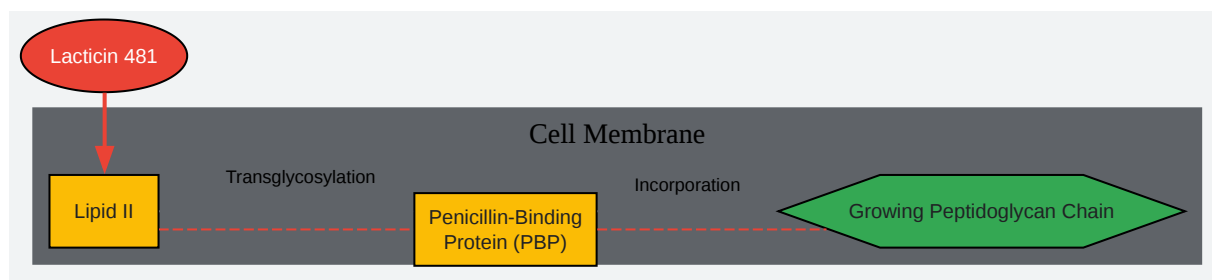 Lacticin 481
Cell Membrane
Transglycosylation
Incorporation
Lipid II
Penicillin-Binding
Protein (PBP)
Growing Peptidoglycan Chain